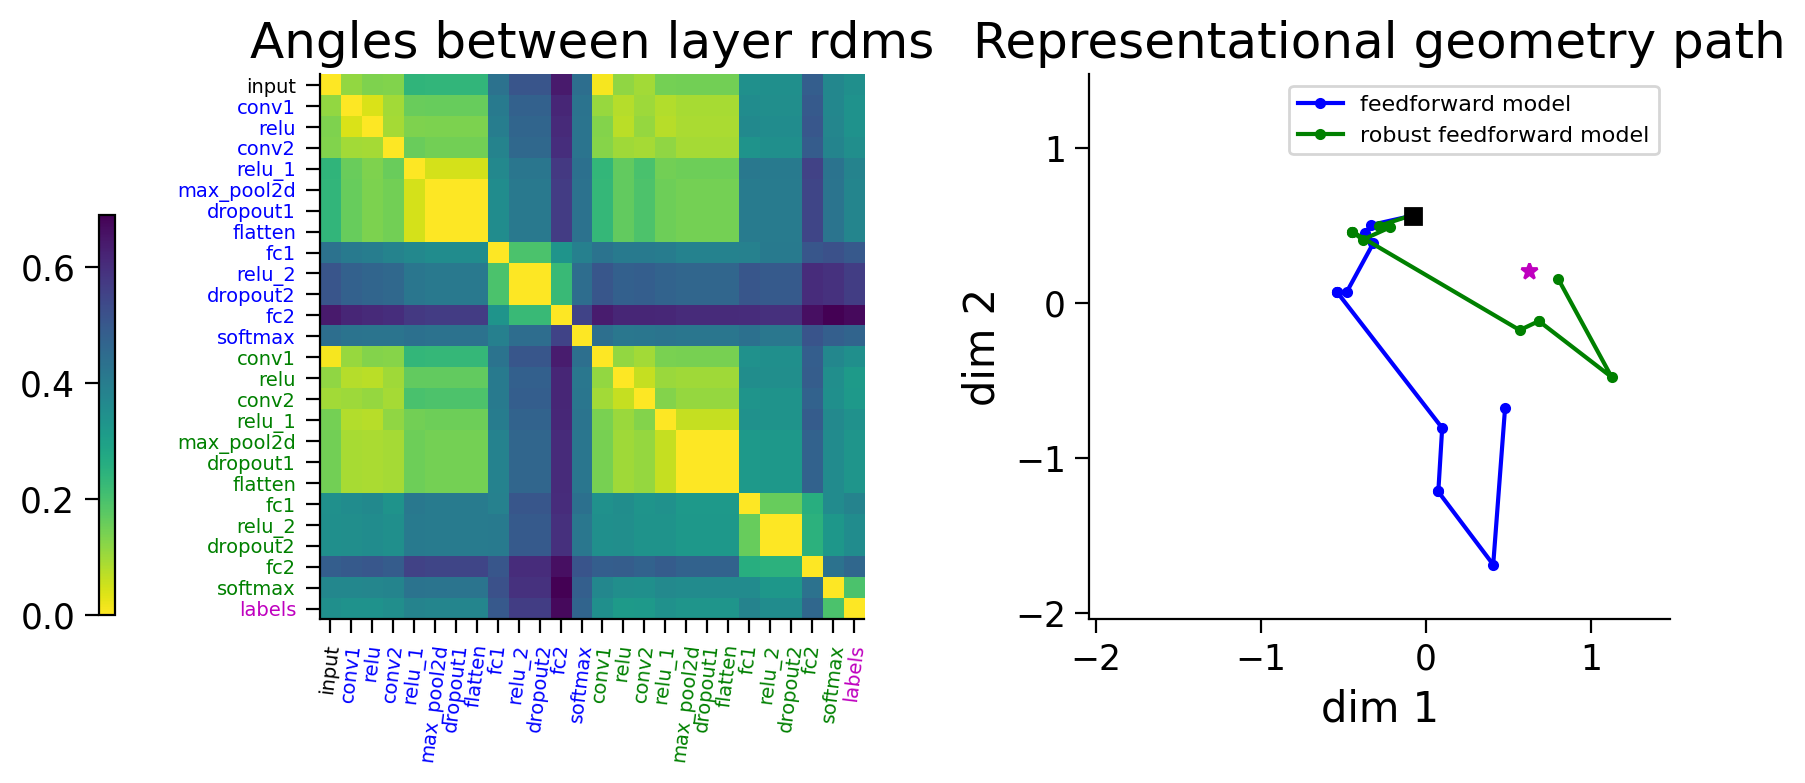 Angles between layer rdms
0.6
0.4
0.2
0.0
input
conv1
relu
conv2
relu_1
max_pool2d
dropout1
flatten
fc1
relu_2
dropout2
fc2
softmax
conv1
relu
conv2
relu_1
max_pool2d
dropout1
flatten
fc1
relu_2
dropout2
fc2
softmax
labels
input
conv1
relu
conv2
relu_1
max_pool2d
dropout1
flatten
fc1
relu_2
dropout2
fc2
softmax
conv1
relu
conv2
relu_1
max_pool2d
dropout1
flatten
fc1
relu_2
dropout2
fc2
softmax
labels
Representational geometry path
feedforward model
robust feedforward model
dim 2
1
0
−1
−2
−2
−1
0
1
dim 1